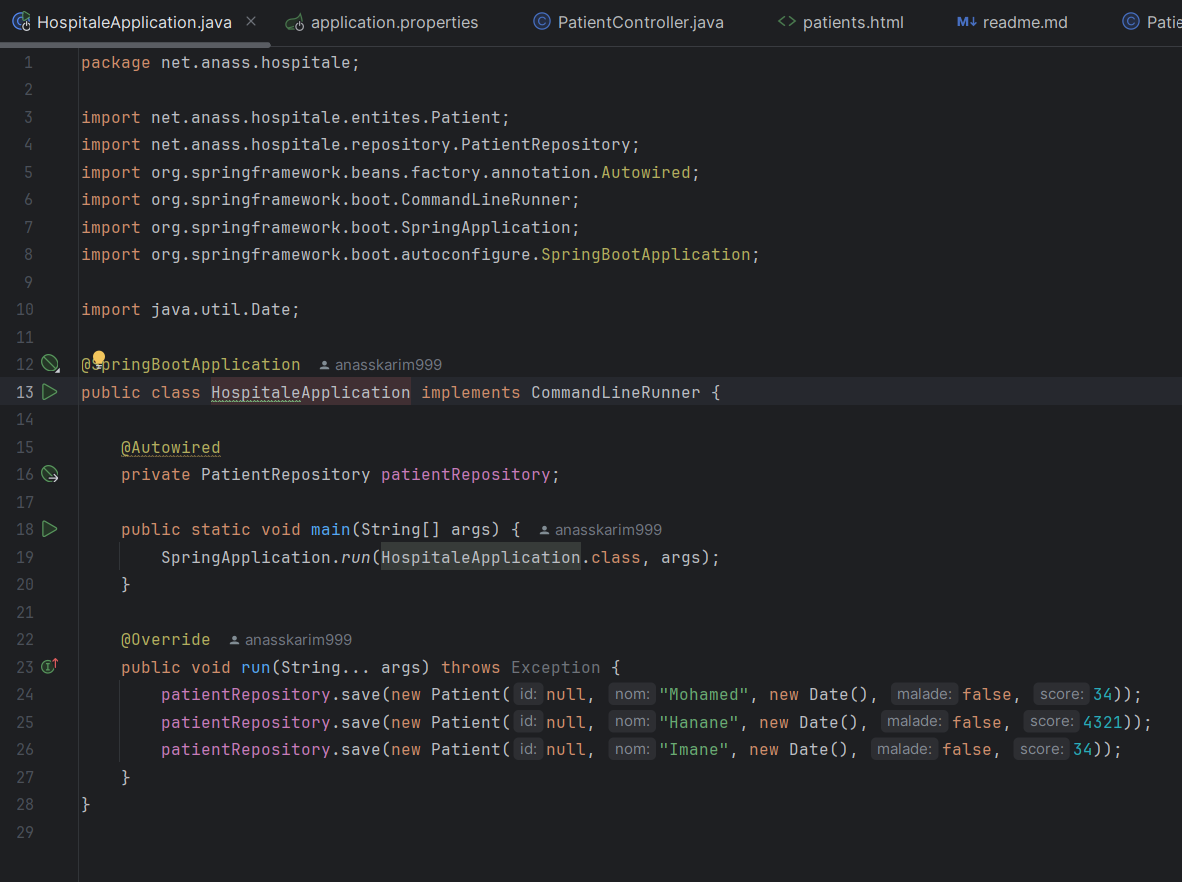 HospitaleApplication.java application.properties PatientController.java patients.html M↓ readme.md Patie
1 package net.anass.hospitale;
2
3 import net.anass.hospitale.entites.Patient;
4 import net.anass.hospitale.repository.PatientRepository;
5 import org.springframework.beans.factory.annotation.Autowired;
6 import org.springframework.boot.CommandLineRunner;
7 import org.springframework.boot.SpringApplication;
8 import org.springframework.boot.autoconfigure.SpringBootApplication;
9
10 import java.util.Date;
11
12 @SpringBootApplication anasskarim999
13 public class HospitaleApplication implements CommandLineRunner {
14
15 @Autowired
16 private PatientRepository patientRepository;
17
18 public static void main(String[] args) { anasskarim999
19 SpringApplication.run(HospitaleApplication.class, args);
20 }
21
22 @Override anasskarim999
23 public void run(String... args) throws Exception {
24 patientRepository.save(new Patient( id: null, nom: "Mohamed", new Date(), malade: false, score: 34));
25 patientRepository.save(new Patient( id: null, nom: "Hanane", new Date(), malade: false, score: 4321));
26 patientRepository.save(new Patient( id: null, nom: "Imane", new Date(), malade: false, score: 34));
27 }
28 }
29